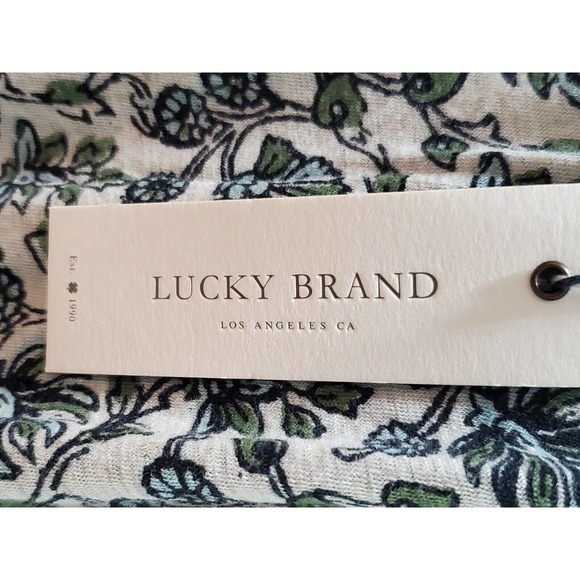 LUCKY BRAND
LOS ANGELES CA
Est. 1990